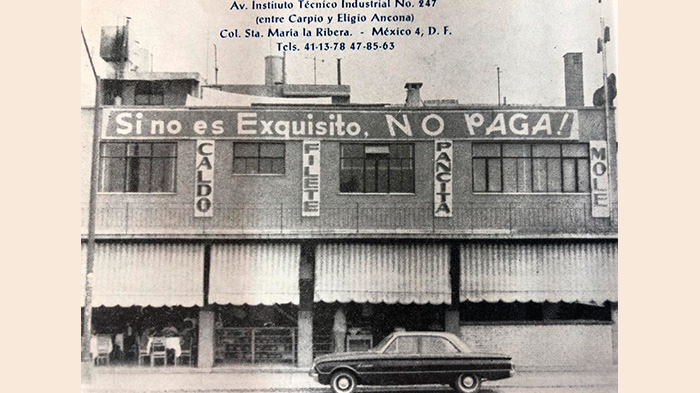 Av. Instituto Técnico Industrial No. 247
(entre Carpio y Eligio Ancona)
Col. Sta. Maria la Ribera. - México 4, D. F.
Tels. 41-13-78 47-85-63
¡Si no es Exquisito, NO PAGA!
CALDO
FILETE
PANCITA
MOLE